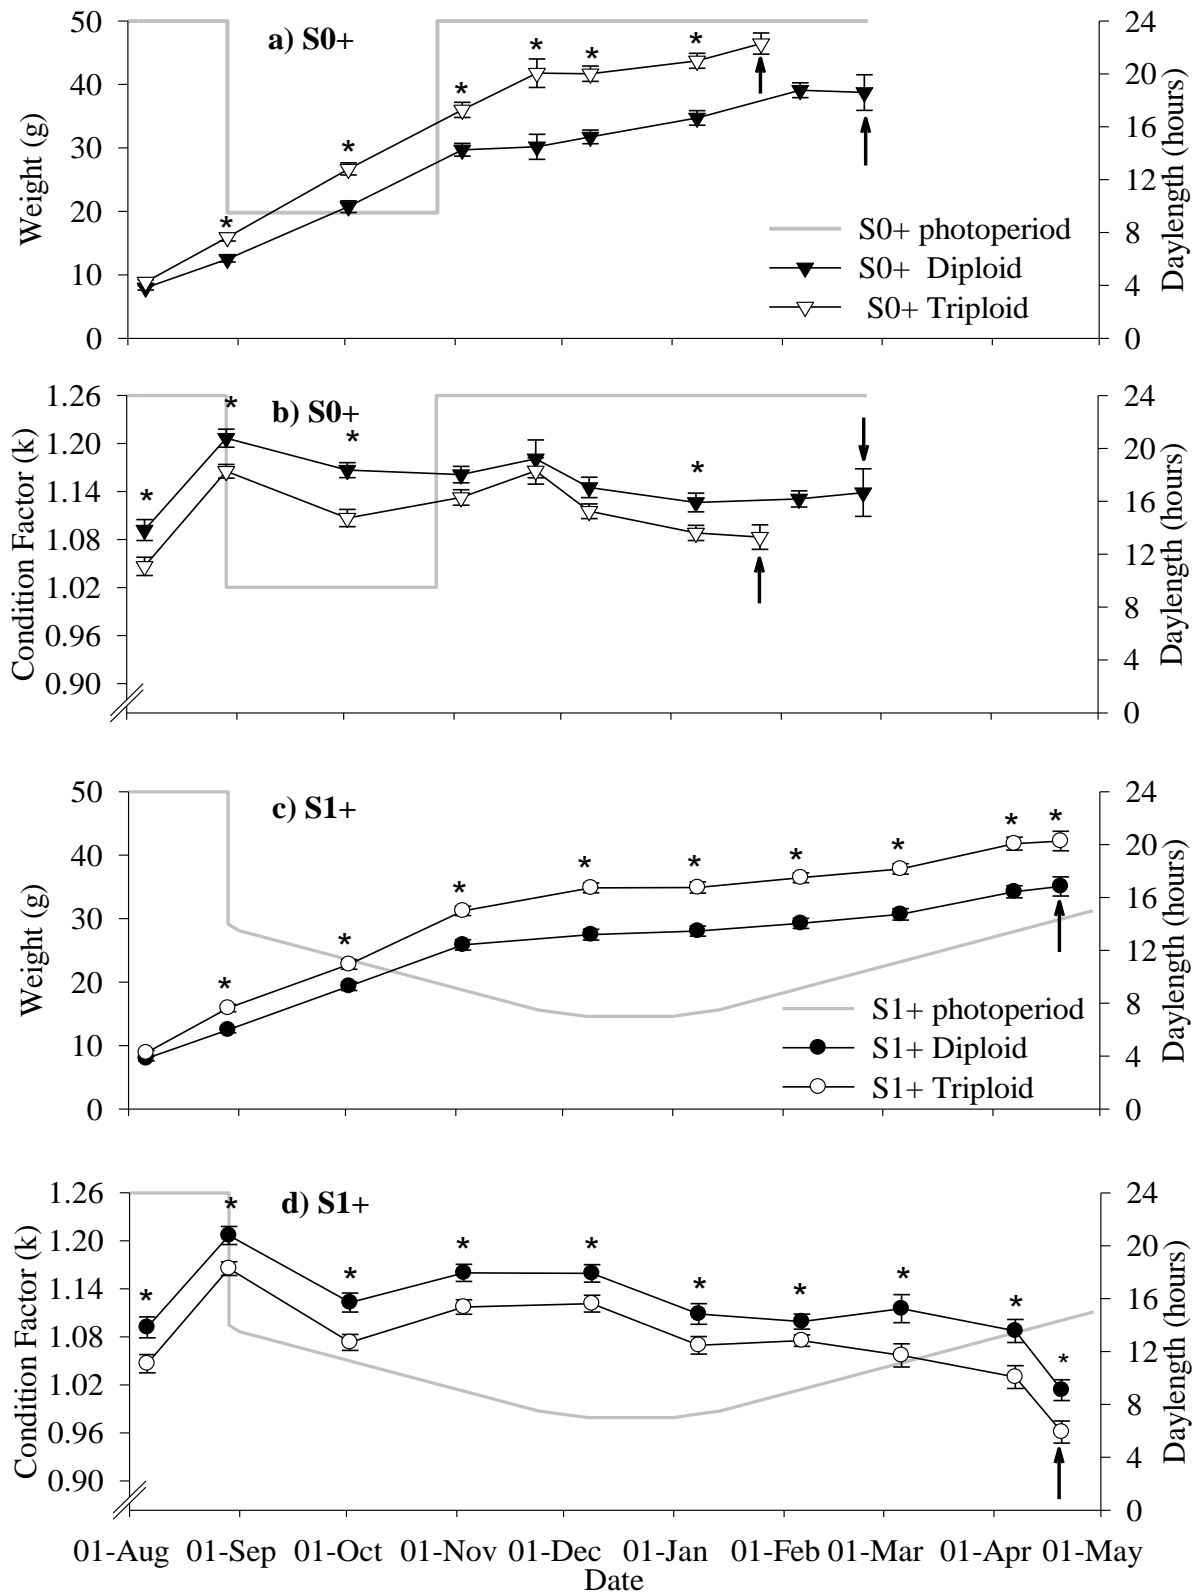 a) S0+
50
40
30
20
10
0
Weight (g)
24
20
16
12
8
4
0
Daylength (hours)
* * * * * *
S0+ photoperiod
S0+ Diploid
S0+ Triploid
b) S0+
1.26
1.20
1.14
1.08
1.02
0.96
0.90
Condition Factor (k)
24
20
16
12
8
4
0
Daylength (hours)
* * * *
c) S1+
50
40
30
20
10
0
Weight (g)
24
20
16
12
8
4
0
Daylength (hours)
* * * * * * * *
S1+ photoperiod
S1+ Diploid
S1+ Triploid
d) S1+
1.26
1.20
1.14
1.08
1.02
0.96
0.90
Condition Factor (k)
24
20
16
12
8
4
0
Daylength (hours)
* * * * * * * * * *
01-Aug 01-Sep 01-Oct 01-Nov 01-Dec 01-Jan 01-Feb 01-Mar 01-Apr 01-May
Date